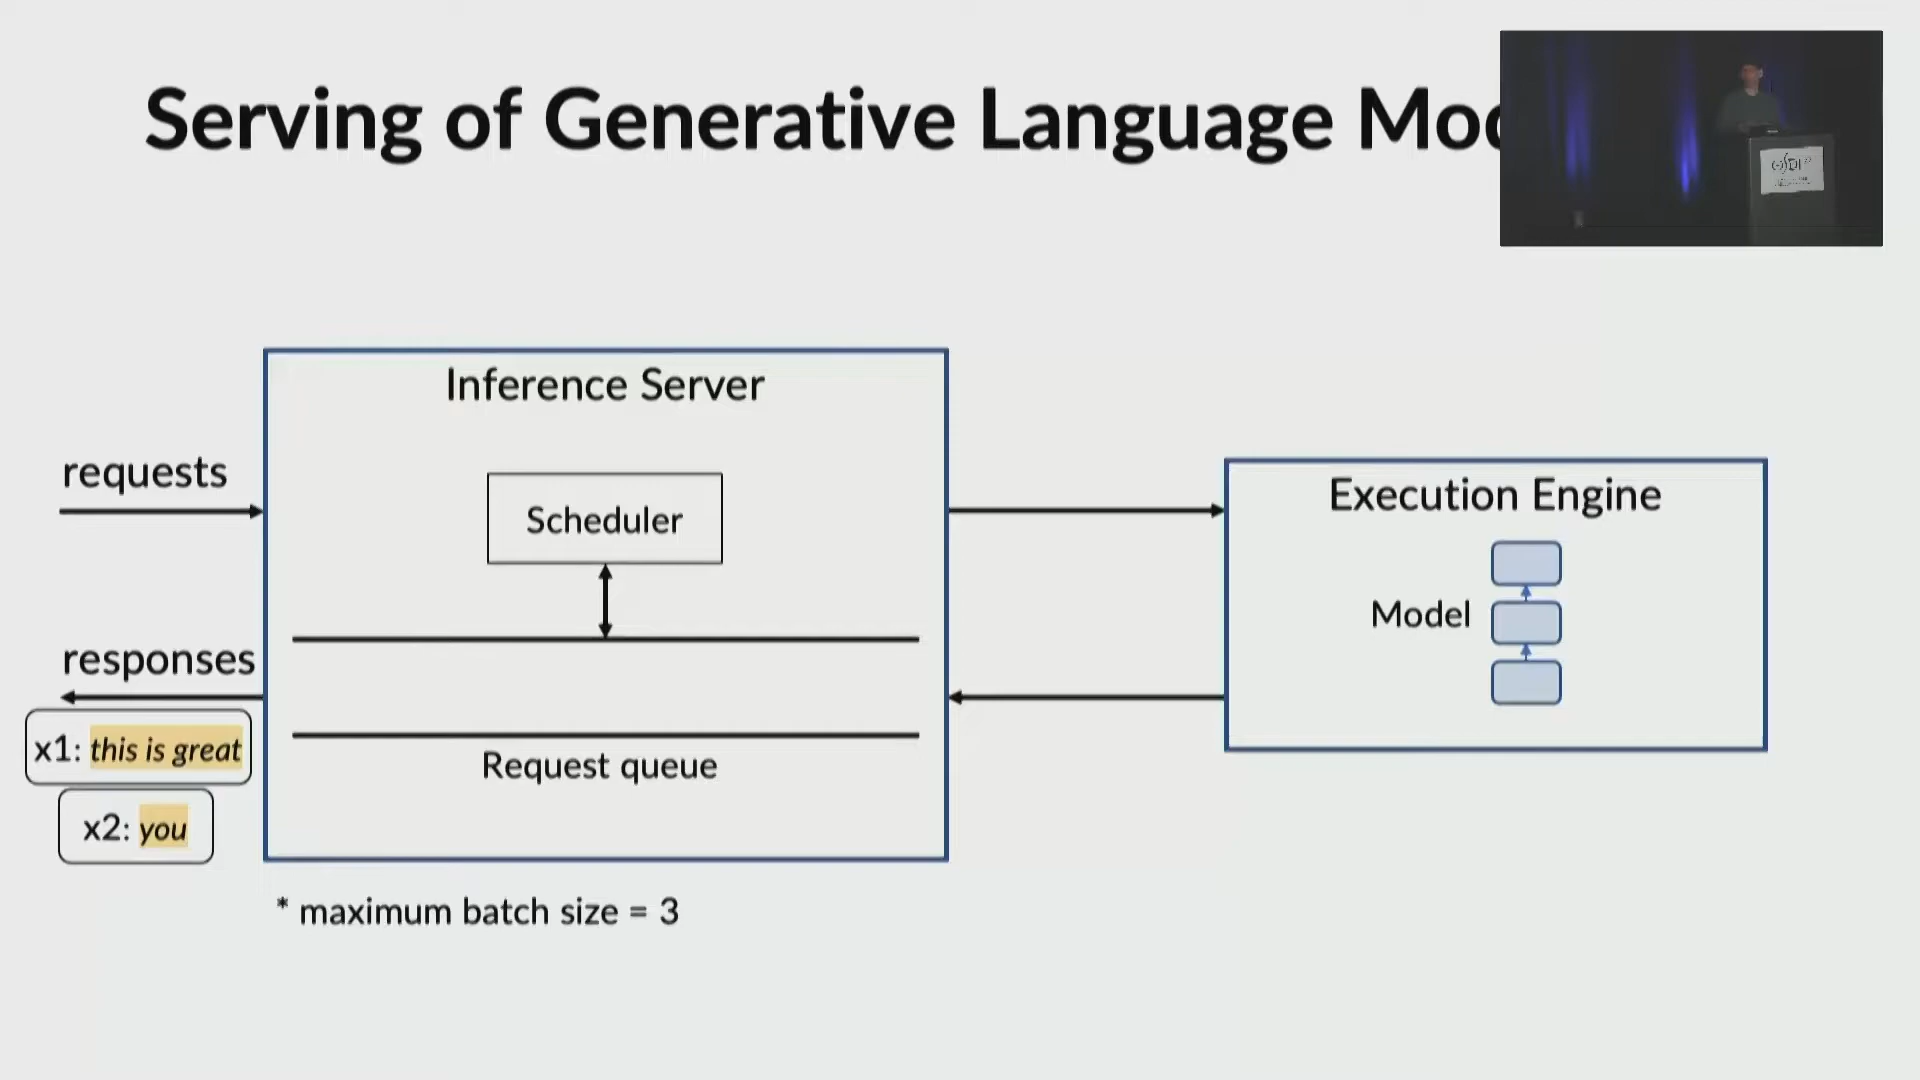 Serving of Generative Language Mod
Inference Server
requests
Scheduler
Execution Engine
Model
responses
x1: this is great
Request queue
x2: you
* maximum batch size = 3